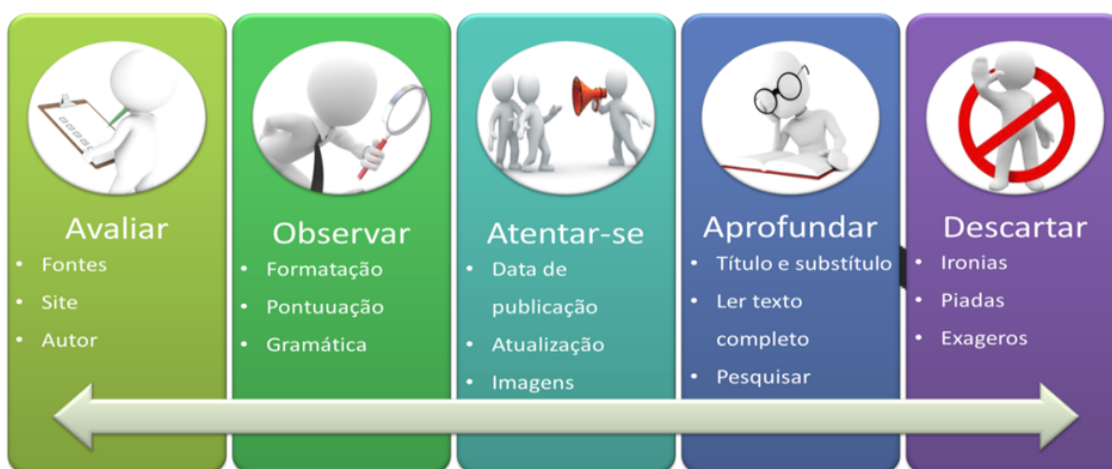 Avaliar
• Fontes
• Site
• Autor
Observar
• Formatação
• Pontuuação
• Gramática
Atentar-se
• Data de
publicação
• Atualização
• Imagens
Aprofundar
• Título e substítulo
• Ler texto
completo
• Pesquisar
Descartar
• Ironias
• Piadas
• Exageros